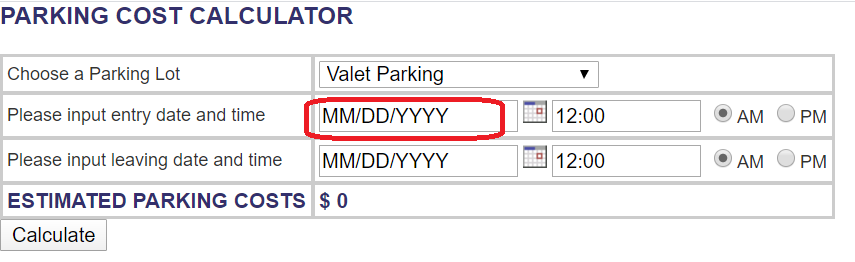 PARKING COST CALCULATOR
Choose a Parking Lot Valet Parking
Please input entry date and time MM/DD/YYYY 12:00 AM PM
Please input leaving date and time MM/DD/YYYY 12:00 AM PM
ESTIMATED PARKING COSTS $ 0
Calculate